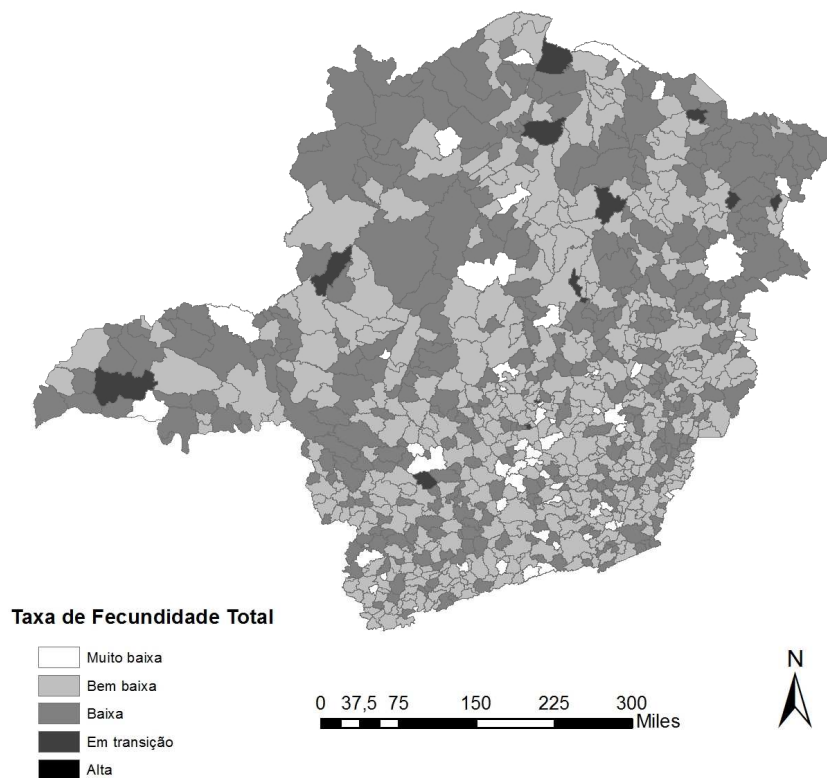 Taxa de Fecundidade Total
Muito baixa
Bem baixa
Baixa
Em transição
Alta
0 37,5 75 150 225 300
Miles
N